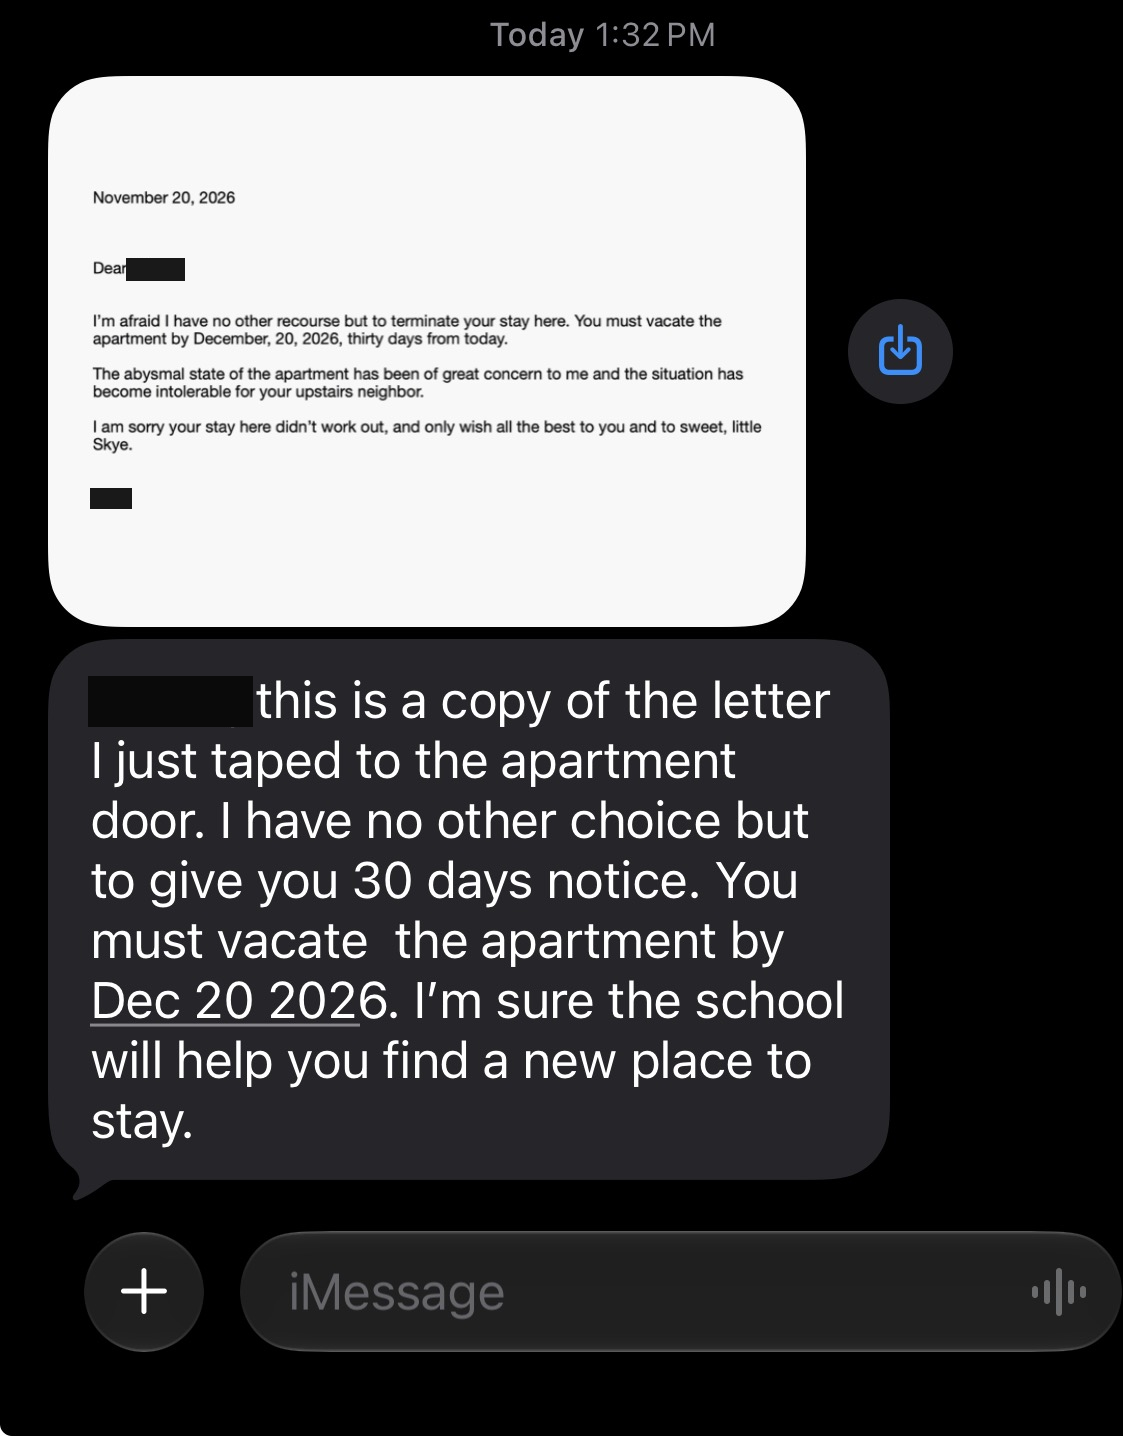 Today 1:32 PM
November 20, 2026
Dear
I'm afraid I have no other recourse but to terminate your stay here. You must vacate the
apartment by December, 20, 2026, thirty days from today.
The abysmal state of the apartment has been of great concern to me and the situation has
become intolerable for your upstairs neighbor.
I am sorry your stay here didn't work out, and only wish all the best to you and to sweet, little
Skye.
this is a copy of the letter
I just taped to the apartment
door. I have no other choice but
to give you 30 days notice. You
must vacate  the apartment by
Dec 20 2026. I’m sure the school
will help you find a new place to
stay.
iMessage